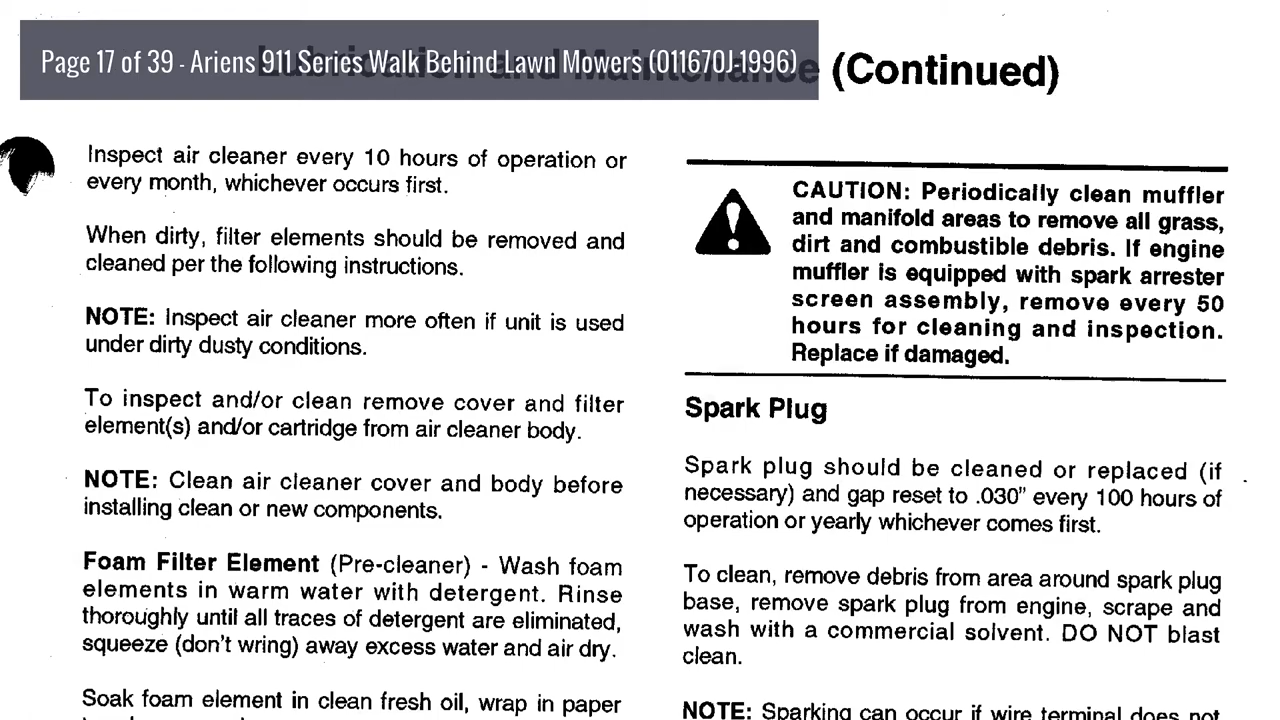 Page 17 of 39 - Ariens 911 Series Walk Behind Lawn Mowers (011670J-1996)
Lubrication and Maintenance (Continued)
Inspect air cleaner every 10 hours of operation or
every month, whichever occurs first.
When dirty, filter elements should be removed and
cleaned per the following instructions.
NOTE: Inspect air cleaner more often if unit is used
under dirty dusty conditions.
To inspect and/or clean remove cover and filter
element(s) and/or cartridge from air cleaner body.
NOTE: Clean air cleaner cover and body before
installing clean or new components.
Foam Filter Element (Pre-cleaner) - Wash foam
elements in warm water with detergent. Rinse
thoroughly until all traces of detergent are eliminated,
squeeze (don't wring) away excess water and air dry.
Soak foam element in clean fresh oil, wrap in paper
CAUTION: Periodically clean muffler
and manifold areas to remove all grass,
dirt and combustible debris. If engine
muffler is equipped with spark arrester
screen assembly, remove every 50
hours for cleaning and inspection.
Replace if damaged.
Spark Plug
Spark plug should be cleaned or replaced (if
necessary) and gap reset to .030" every 100 hours of
operation or yearly whichever comes first.
To clean, remove debris from area around spark plug
base, remove spark plug from engine, scrape and
wash with a commercial solvent. DO NOT blast
clean.
NOTE: Sparking can occur if wire terminal does not